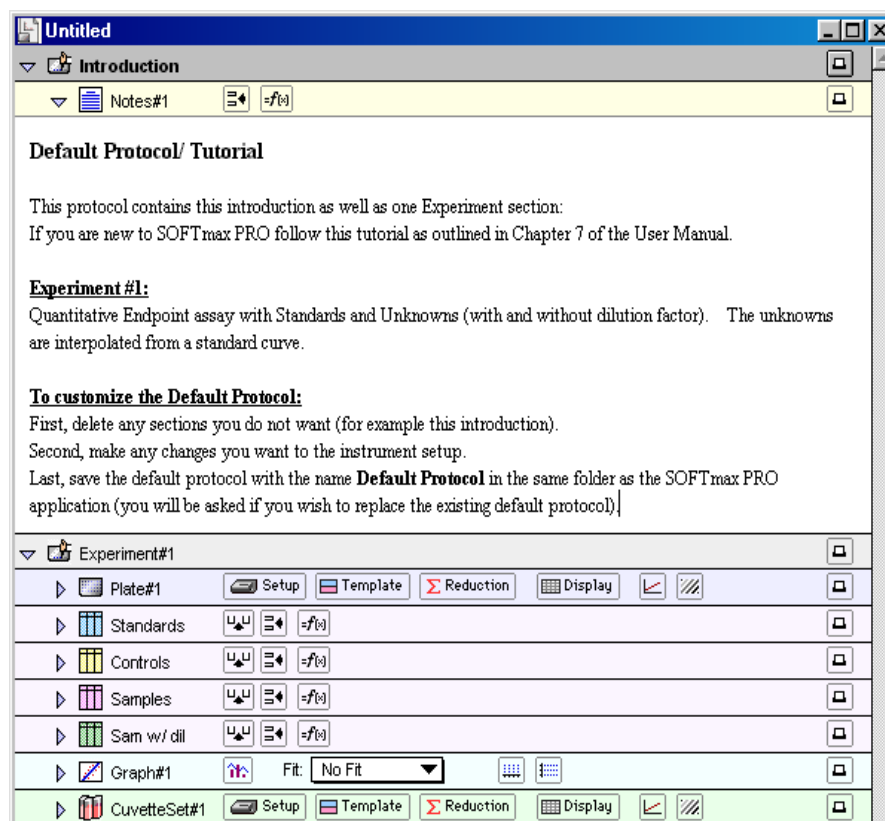 Untitled
Introduction
Notes#1 =f(x)
Default Protocol/ Tutorial
This protocol contains this introduction as well as one Experiment section:
If you are new to SOFTmax PRO follow this tutorial as outlined in Chapter 7 of the User Manual.
Experiment #1:
Quantitative Endpoint assay with Standards and Unknowns (with and without dilution factor). The unknowns
are interpolated from a standard curve.
To customize the Default Protocol:
First, delete any sections you do not want (for example this introduction).
Second, make any changes you want to the instrument setup.
Last, save the default protocol with the name Default Protocol in the same folder as the SOFTmax PRO
application (you will be asked if you wish to replace the existing default protocol).
Experiment#1
Plate#1 Setup Template Σ Reduction Display
Standards =f(x)
Controls =f(x)
Samples =f(x)
Sam w/ dil =f(x)
Graph#1 Fit: No Fit
CuvetteSet#1 Setup Template Σ Reduction Display